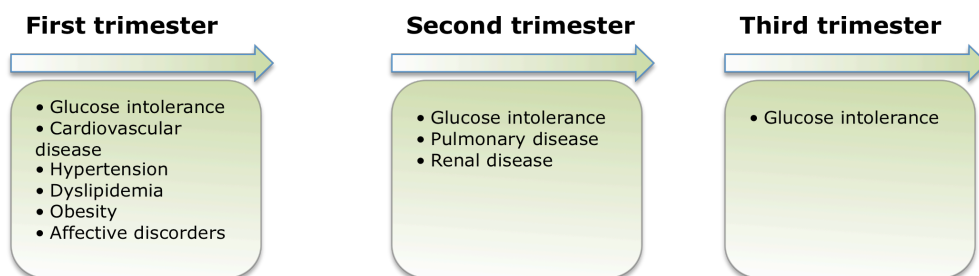 First trimester
• Glucose intolerance
• Cardiovascular
disease
• Hypertension
• Dyslipidemia
• Obesity
• Affective discorders
Second trimester
• Glucose intolerance
• Pulmonary disease
• Renal disease
Third trimester
• Glucose intolerance